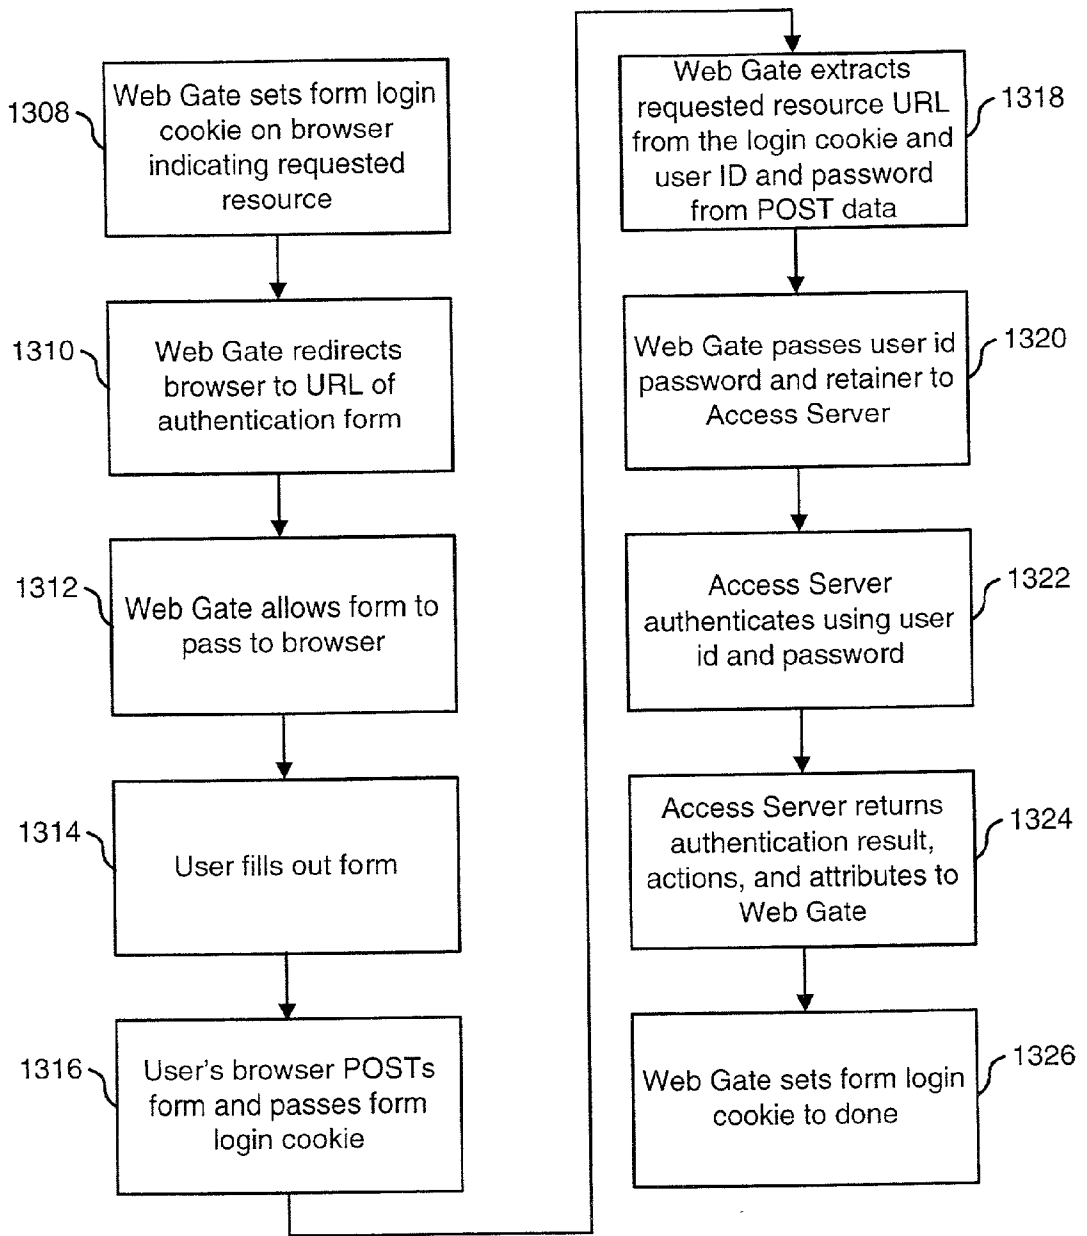 1308
Web Gate sets form login
cookie on browser
indicating requested
resource
1310
Web Gate redirects
browser to URL of
authentication form
1312
Web Gate allows form to
pass to browser
1314
User fills out form
1316
User's browser POSTs
form and passes form
login cookie
1318
Web Gate extracts
requested resource URL
from the login cookie and
user ID and password
from POST data
1320
Web Gate passes user id
password and retainer to
Access Server
1322
Access Server
authenticates using user
id and password
1324
Access Server returns
authentication result,
actions, and attributes to
Web Gate
1326
Web Gate sets form login
cookie to done